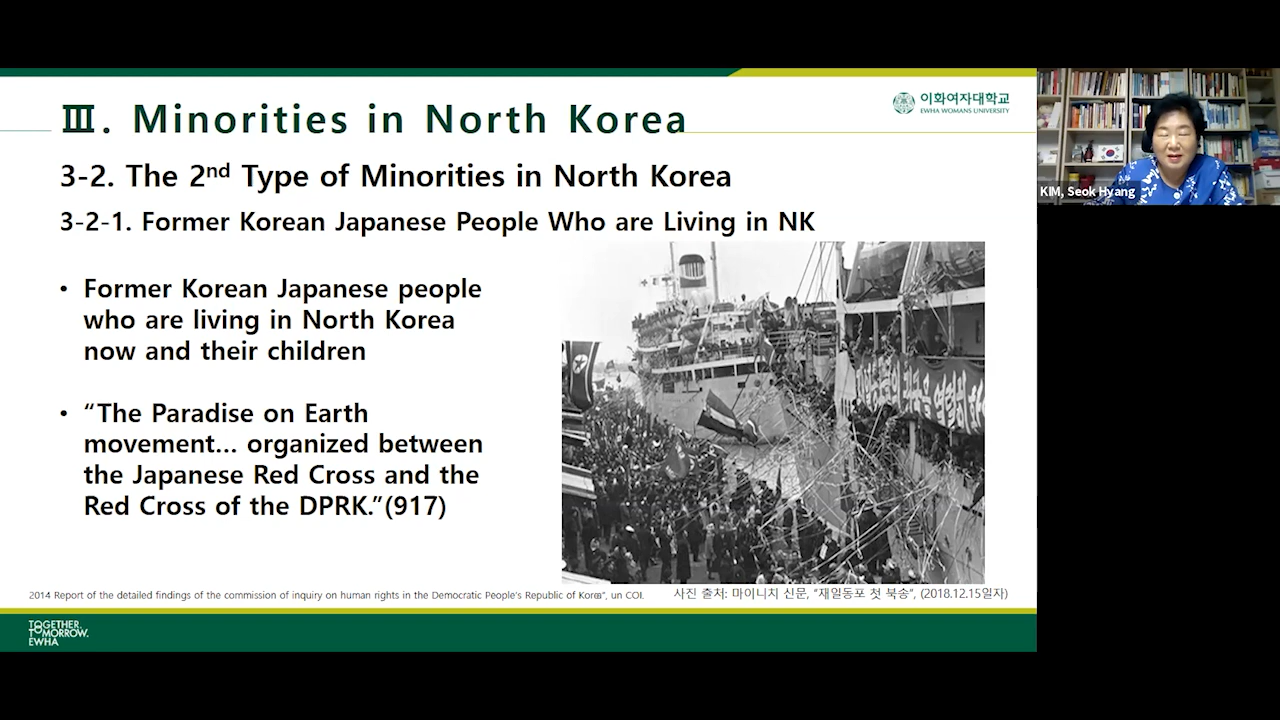 Ⅲ. Minorities in North Korea
이화여자대학교
EWHA WOMANS UNIVERSITY
3-2. The 2nd Type of Minorities in North Korea
3-2-1. Former Korean Japanese People Who are Living in NK
• Former Korean Japanese people
who are living in North Korea
now and their children
• “The Paradise on Earth
movement… organized between
the Japanese Red Cross and the
Red Cross of the DPRK.”(917)
2014 Report of the detailed findings of the commission of inquiry on human rights in the Democratic People’s Republic of Korea”, un COI.
사진 출처: 마이니치 신문, “재일동포 첫 북송”, (2018.12.15일자)
TOGETHER.
TOMORROW.
EWHA
KIM, Seok Hyang